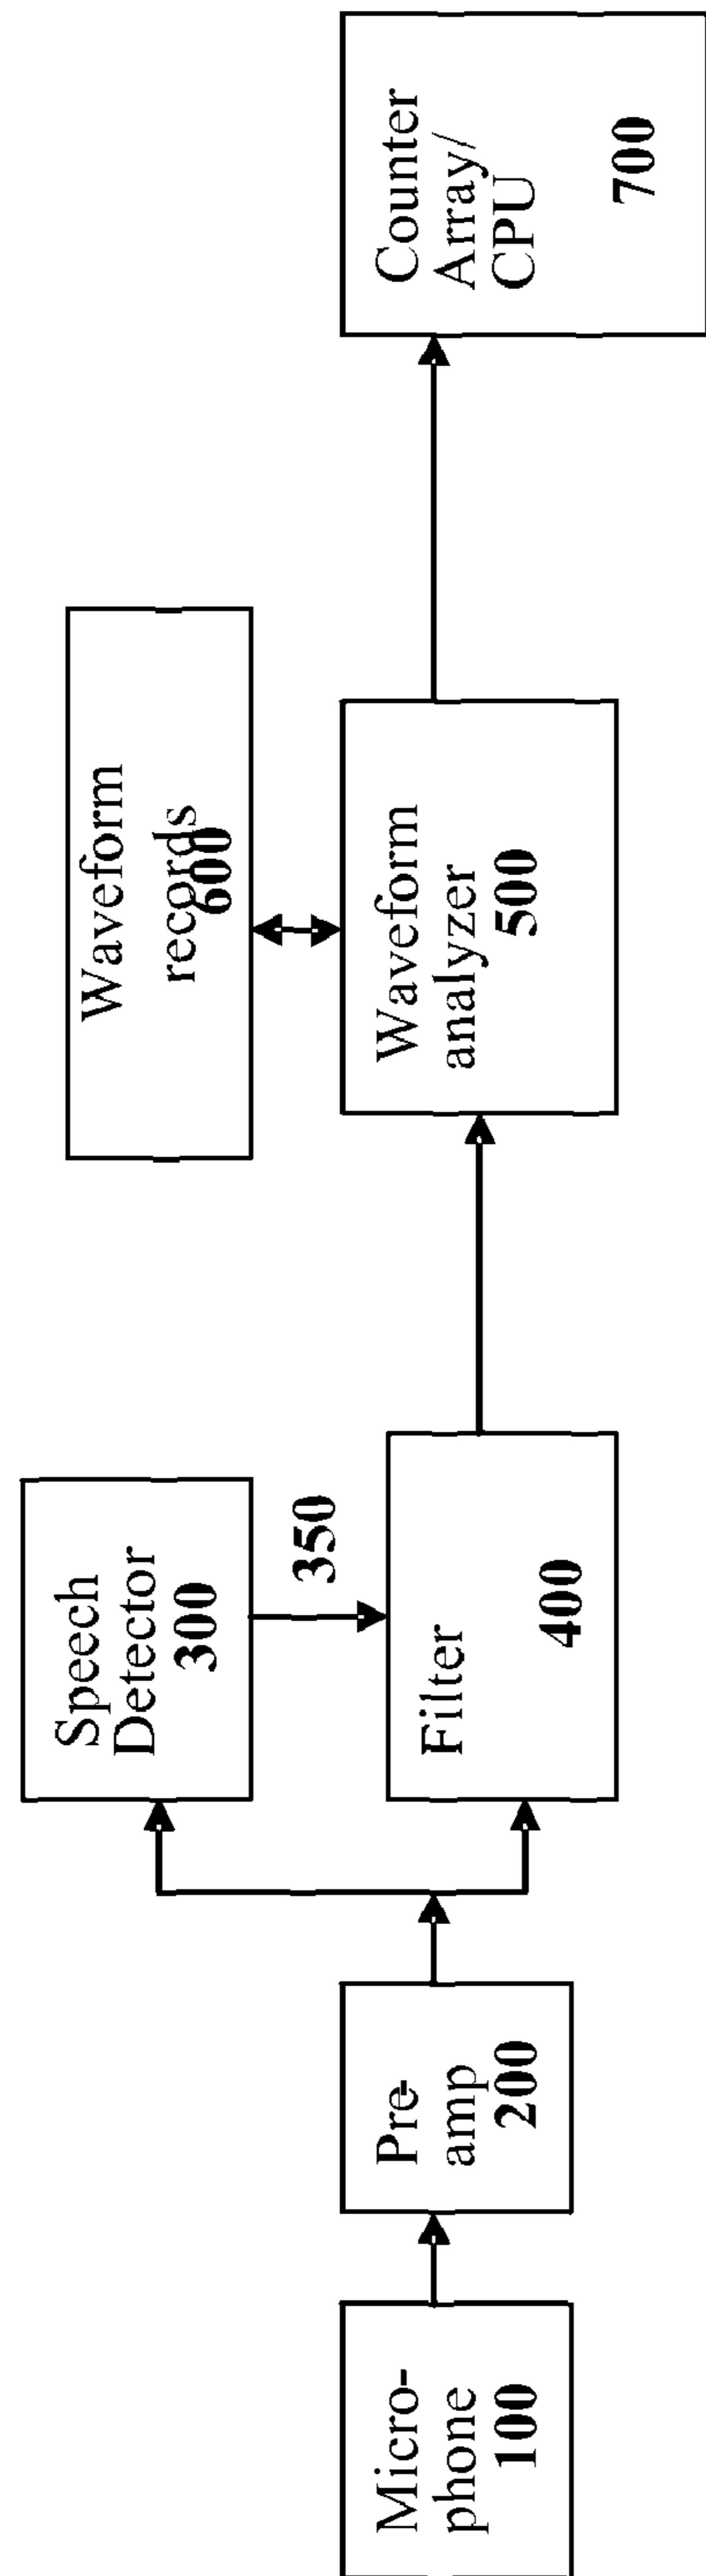 Micro-
phone
100
Pre-
amp
200
Speech
Detector
300
350
Filter
400
Waveform
records
600
Waveform
analyzer
500
Counter
Array/
CPU
700